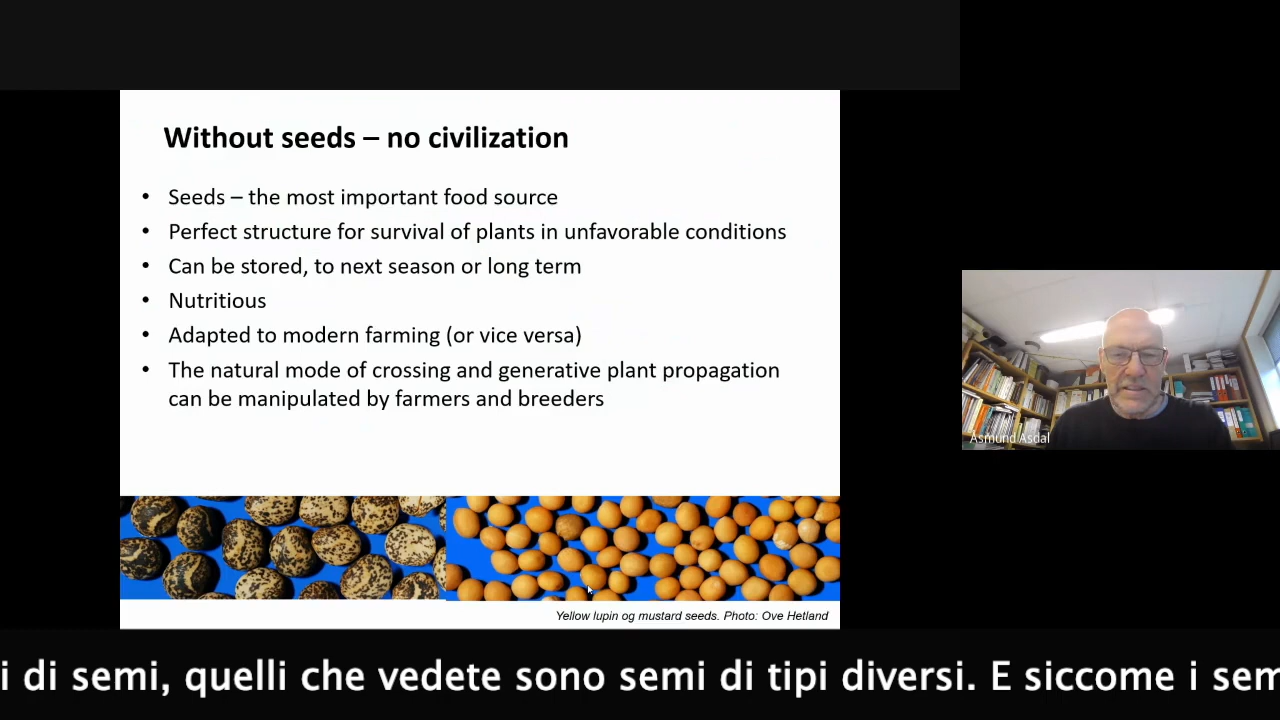 Without seeds – no civilization
• Seeds – the most important food source
• Perfect structure for survival of plants in unfavorable conditions
• Can be stored, to next season or long term
• Nutritious
• Adapted to modern farming (or vice versa)
• The natural mode of crossing and generative plant propagation
can be manipulated by farmers and breeders
Yellow lupin og mustard seeds. Photo: Ove Hetland
Åsmund Asdal
i di semi, quelli che vedete sono semi di tipi diversi. E siccome i sem